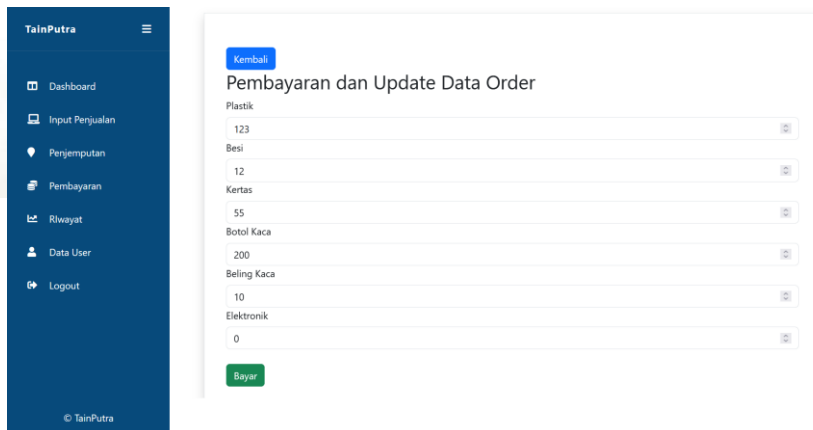 TainPutra
Dashboard
Input Penjualan
Penjemputan
Pembayaran
RIwayat
Data User
Logout
© TainPutra
Kembali
Pembayaran dan Update Data Order
Plastik
123
Besi
12
Kertas
55
Botol Kaca
200
Beling Kaca
10
Elektronik
0
Bayar